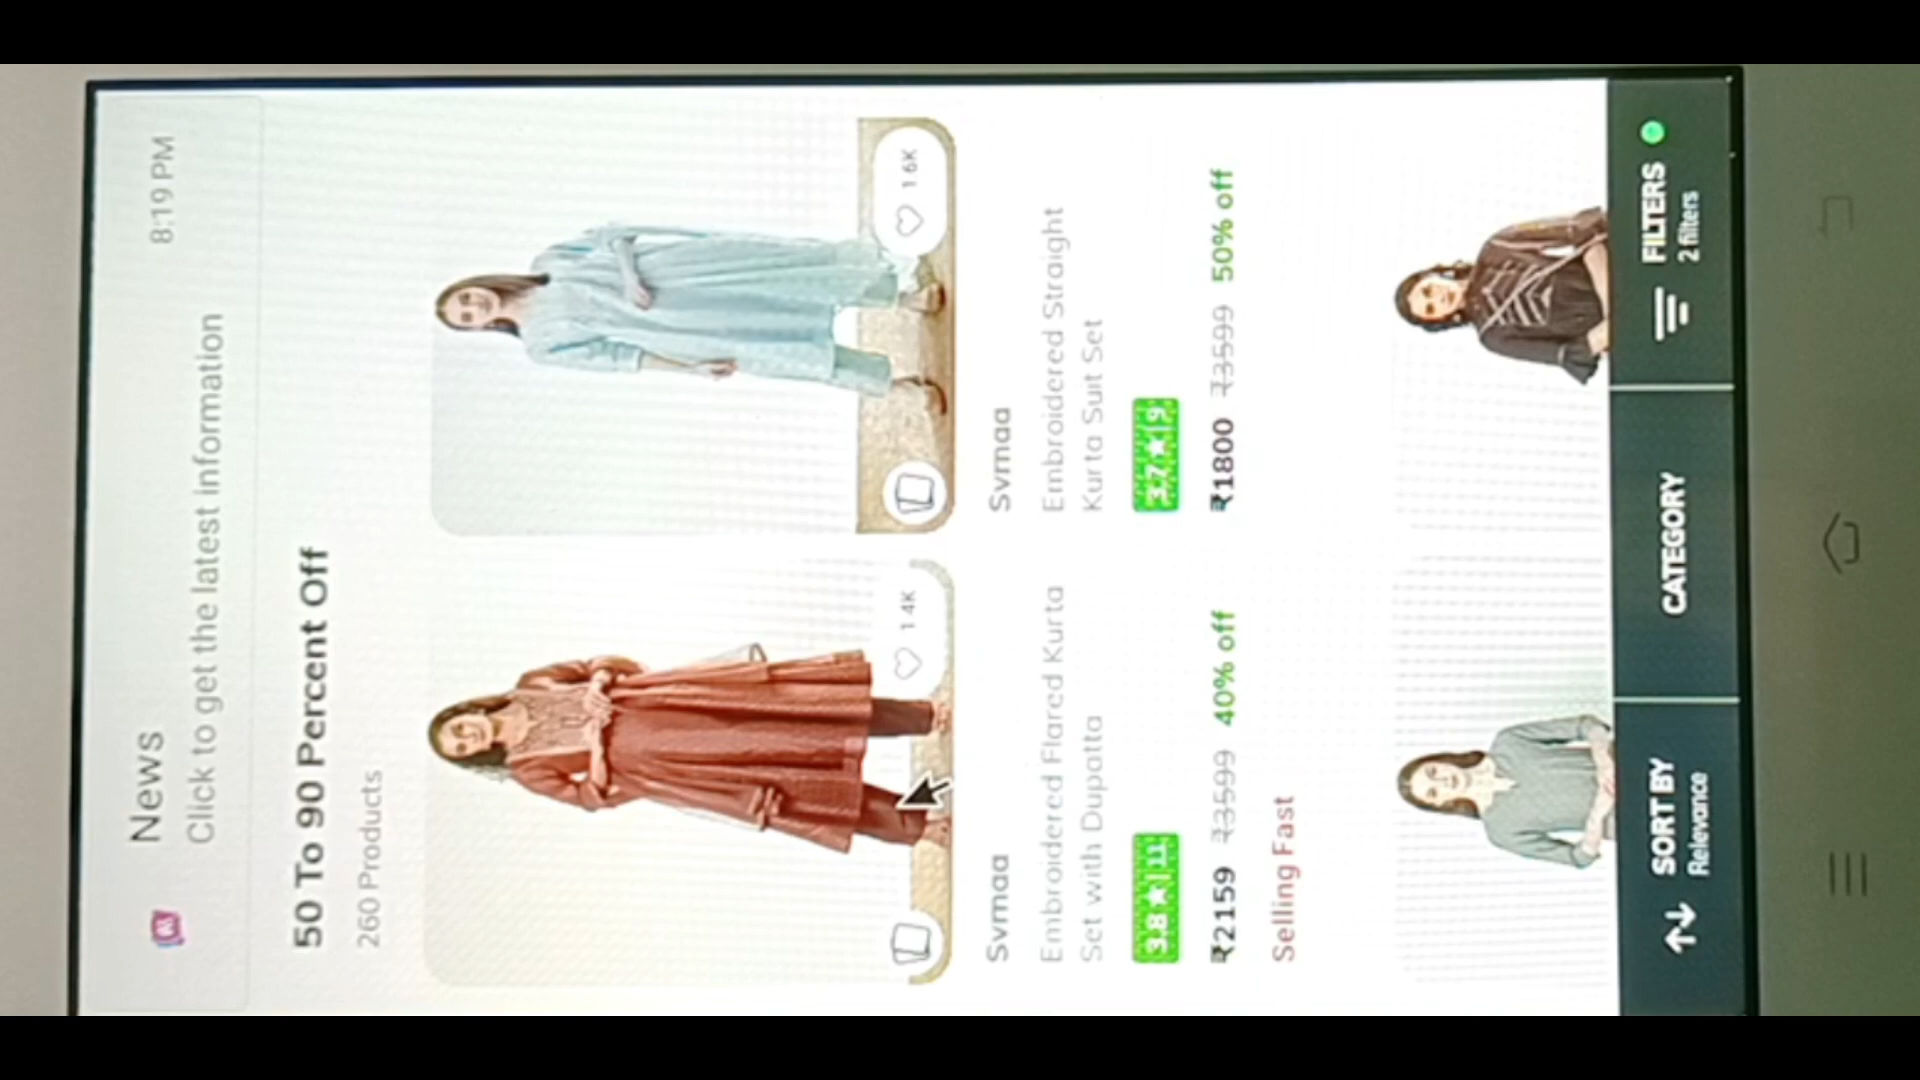 News
8:19 PM
Click to get the latest information
50 To 90 Percent Off
260 Products
1.4K
1.6K
Svrnaa
Embroidered Flared Kurta
Set with Dupatta
3.8 ★ | 11
₹2159 ₹3599 40% off
Selling Fast
Svrnaa
Embroidered Straight
Kurta Suit Set
3.7 ★ | 9
₹1800 ₹3599 50% off
SORT BY
Relevance
CATEGORY
FILTERS
2 filters